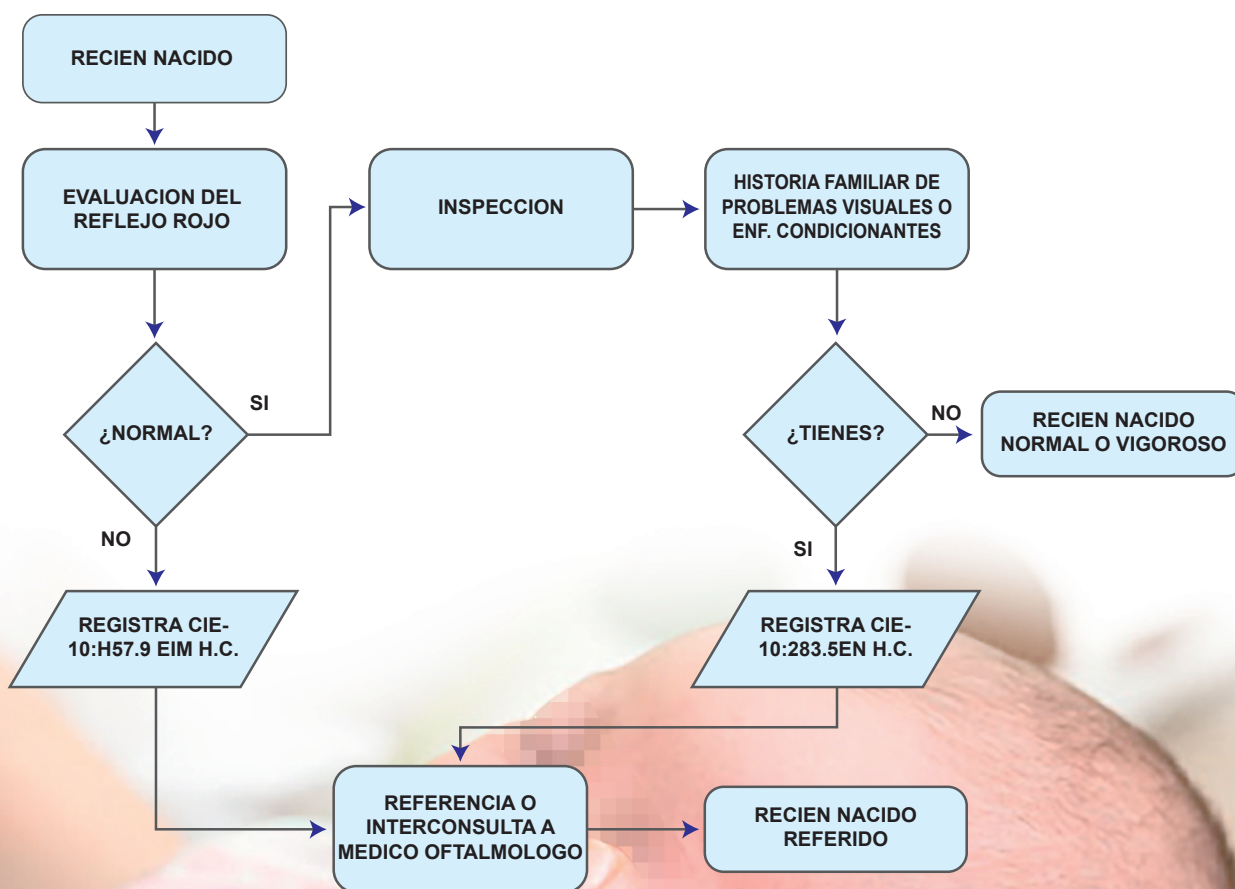 RECIEN NACIDO
EVALUACION DEL
REFLEJO ROJO
INSPECCION
HISTORIA FAMILIAR DE
PROBLEMAS VISUALES O
ENF. CONDICIONANTES
¿NORMAL?
SI
NO
¿TIENES?
NO
SI
RECIEN NACIDO
NORMAL O VIGOROSO
REGISTRA CIE-
10:H57.9 EIM H.C.
REGISTRA CIE-
10:283.5EN H.C.
REFERENCIA O
INTERCONSULTA A
MEDICO OFTALMOLOGO
RECIEN NACIDO
REFERIDO